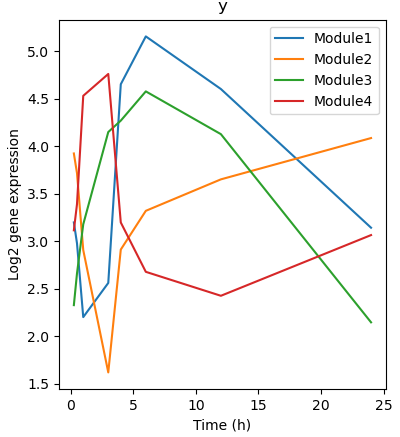 y
Module1
Module2
Module3
Module4
5.0
4.5
4.0
3.5
3.0
2.5
2.0
1.5
Log2 gene expression
0
5
10
15
20
25
Time (h)